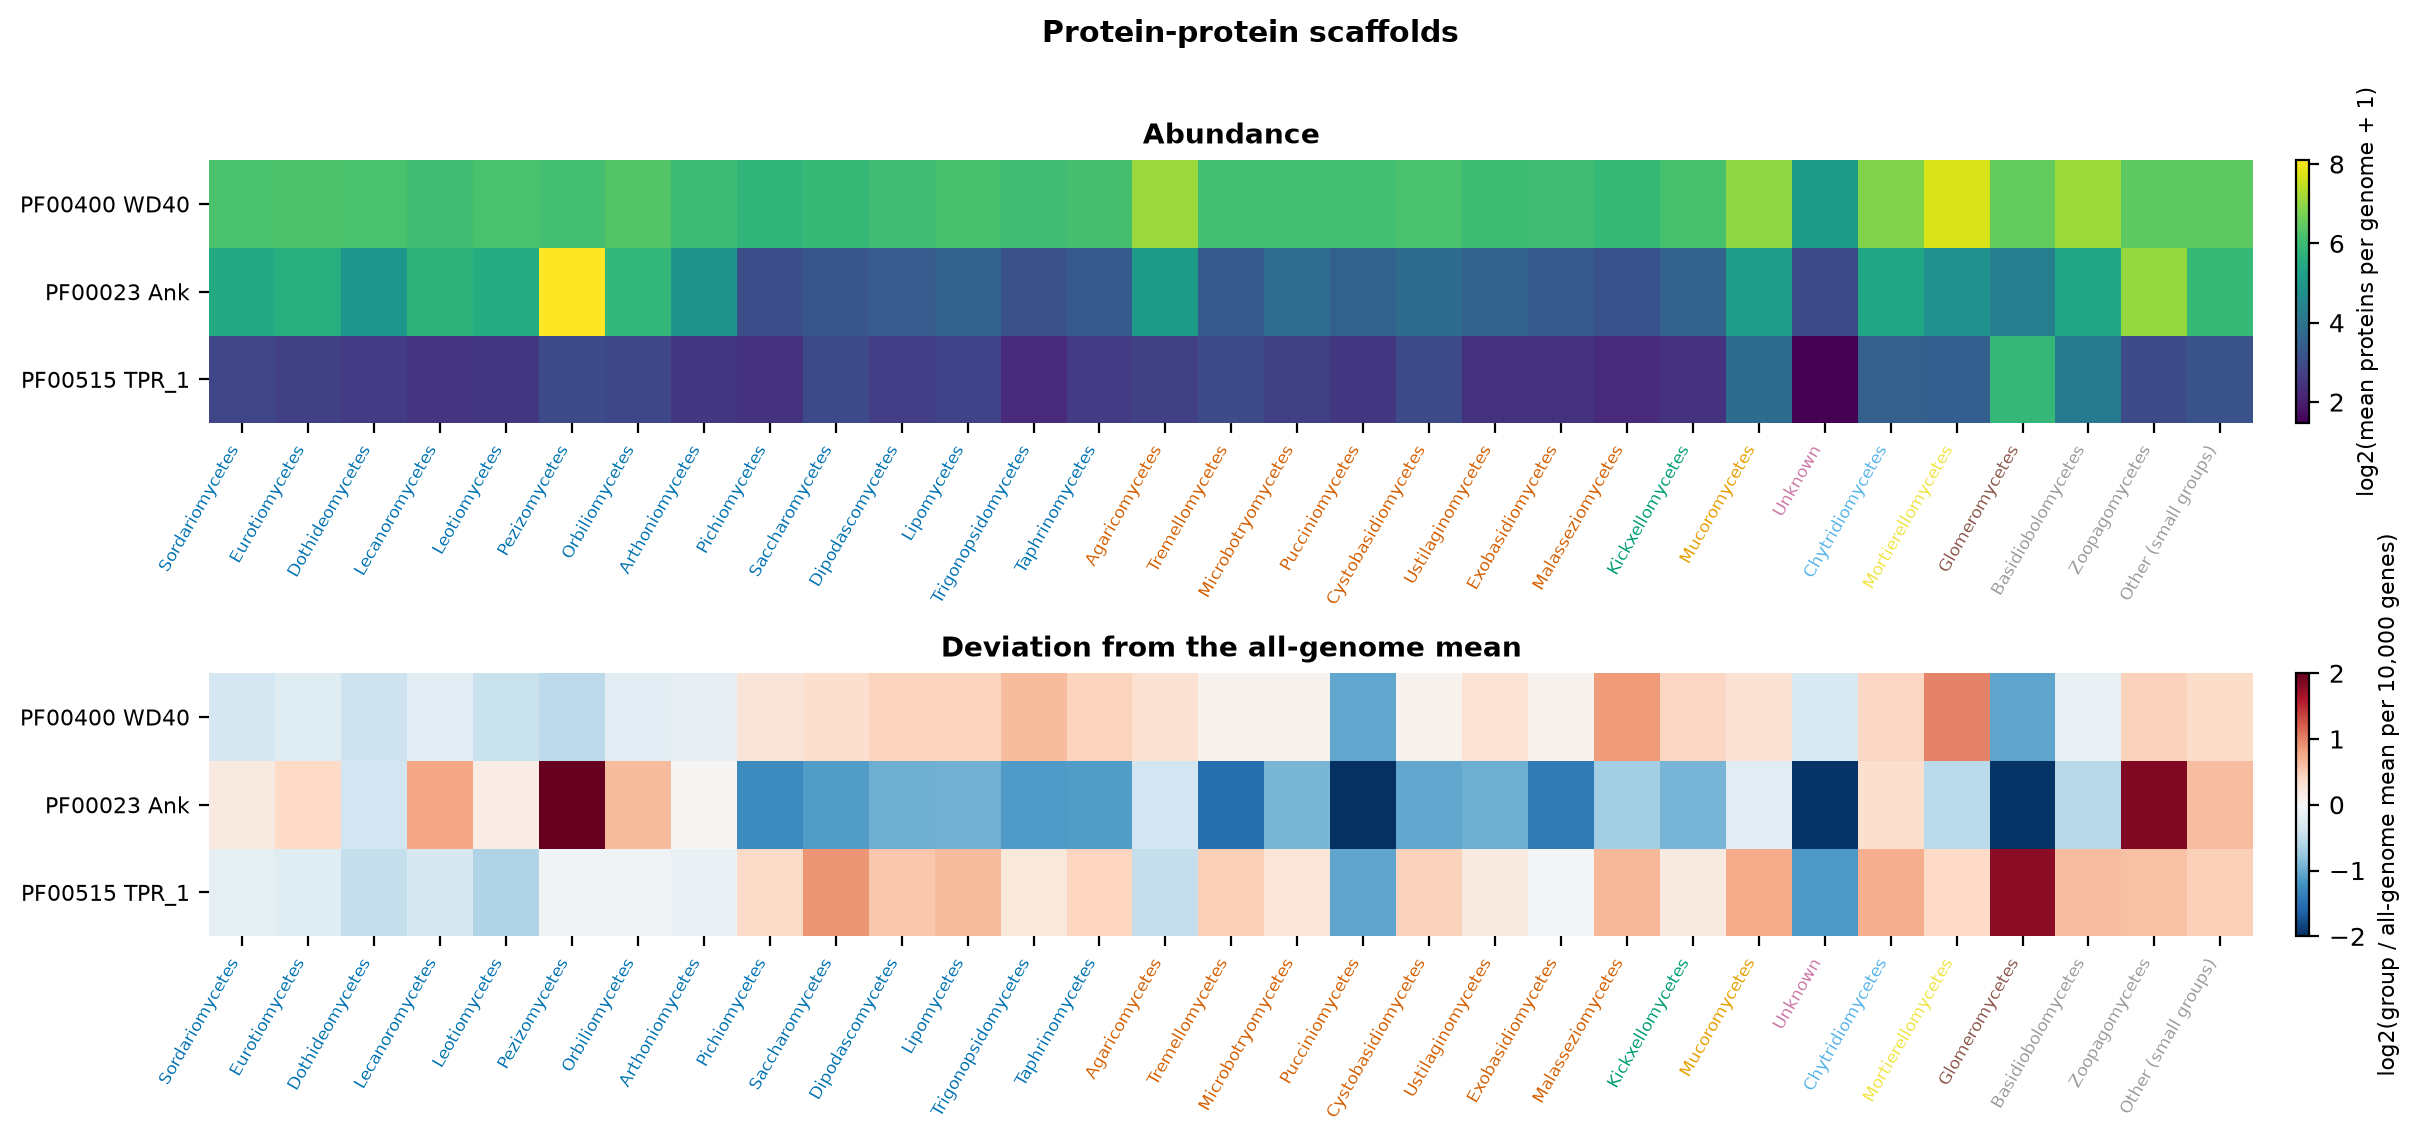 Protein-protein scaffolds
Abundance
PF00400 WD40
PF00023 Ank
PF00515 TPR_1
Sordariomycetes
Eurotiomycetes
Dothideomycetes
Lecanoromycetes
Leotiomycetes
Pezizomycetes
Orbiliomycetes
Arthoniomycetes
Pichiomycetes
Saccharomycetes
Dipodascomycetes
Lipomycetes
Trigonopsidomycetes
Taphrinomycetes
Agaricomycetes
Tremellomycetes
Microbotryomycetes
Pucciniomycetes
Cystobasidiomycetes
Ustilaginomycetes
Exobasidiomycetes
Malasseziomycetes
Kickxellomycetes
Mucoromycetes
Unknown
Chytridiomycetes
Mortierellomycetes
Glomeromycetes
Basidiobolomycetes
Zoopagomycetes
Other (small groups)
8
6
4
2
log2(mean proteins per genome + 1)
Deviation from the all-genome mean
PF00400 WD40
PF00023 Ank
PF00515 TPR_1
Sordariomycetes
Eurotiomycetes
Dothideomycetes
Lecanoromycetes
Leotiomycetes
Pezizomycetes
Orbiliomycetes
Arthoniomycetes
Pichiomycetes
Saccharomycetes
Dipodascomycetes
Lipomycetes
Trigonopsidomycetes
Taphrinomycetes
Agaricomycetes
Tremellomycetes
Microbotryomycetes
Pucciniomycetes
Cystobasidiomycetes
Ustilaginomycetes
Exobasidiomycetes
Malasseziomycetes
Kickxellomycetes
Mucoromycetes
Unknown
Chytridiomycetes
Mortierellomycetes
Glomeromycetes
Basidiobolomycetes
Zoopagomycetes
Other (small groups)
2
1
0
−1
−2
log2(group / all-genome mean per 10,000 genes)